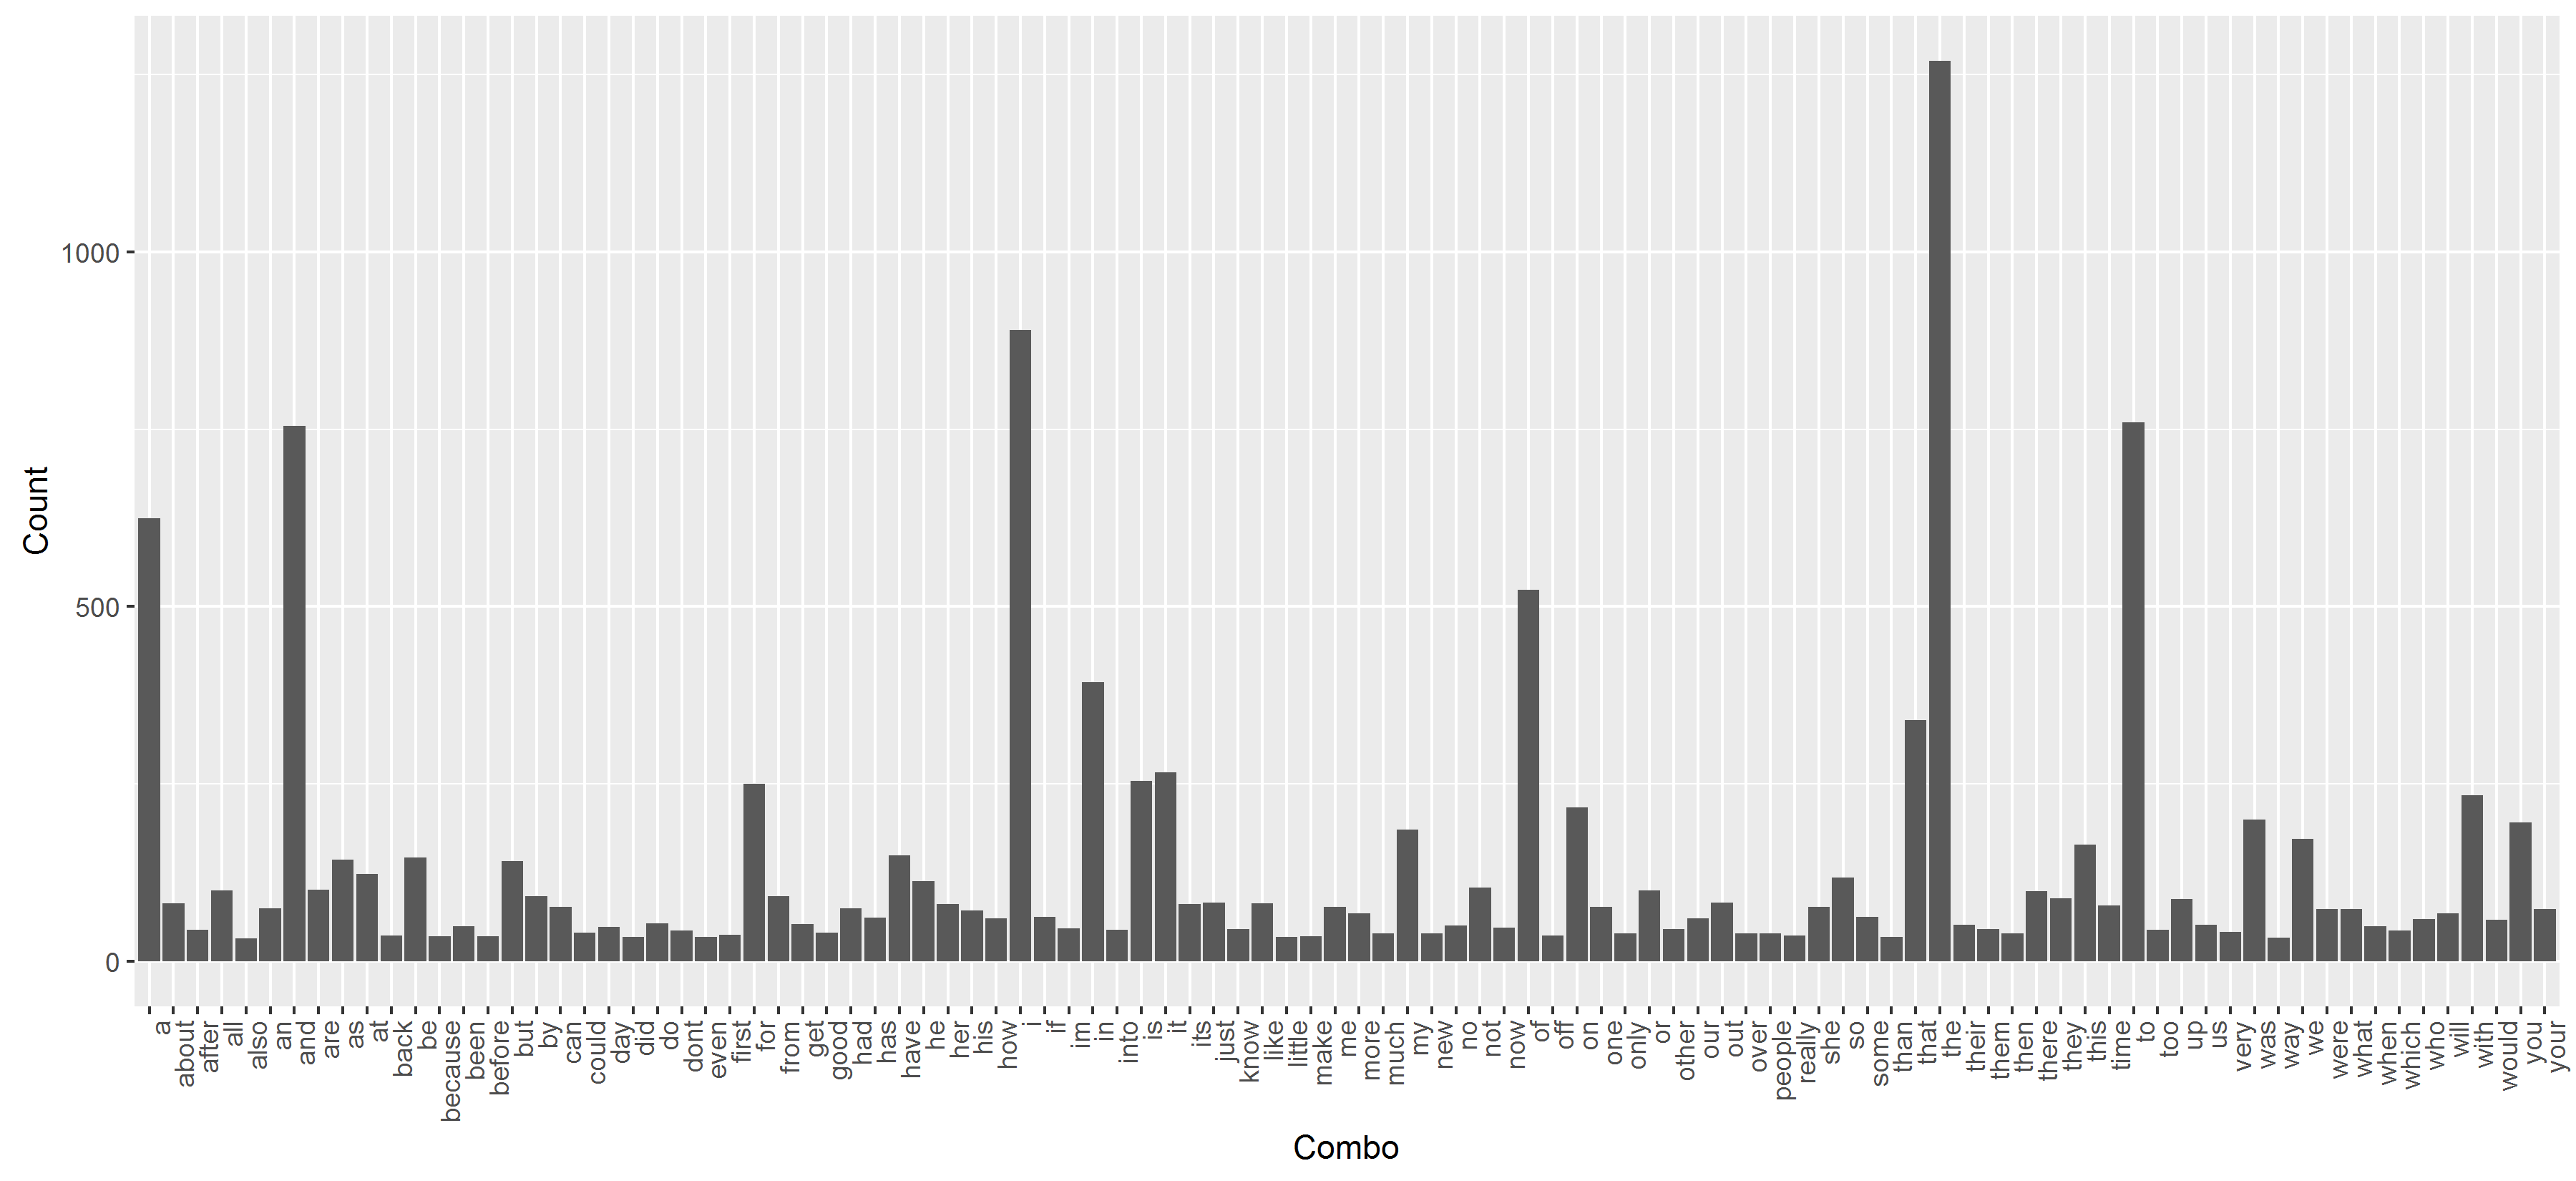 1000
500
0
Count
a about after all also an and are as at back be because been before but by can could day did do dont even first for from get good had has have he her his how i if im in into is it its just know like little make me more much my new no not now of off on one only or other our out over people really she so some than that the their them then there they this time to too up us very was way we were what when which who will with would you your
Combo